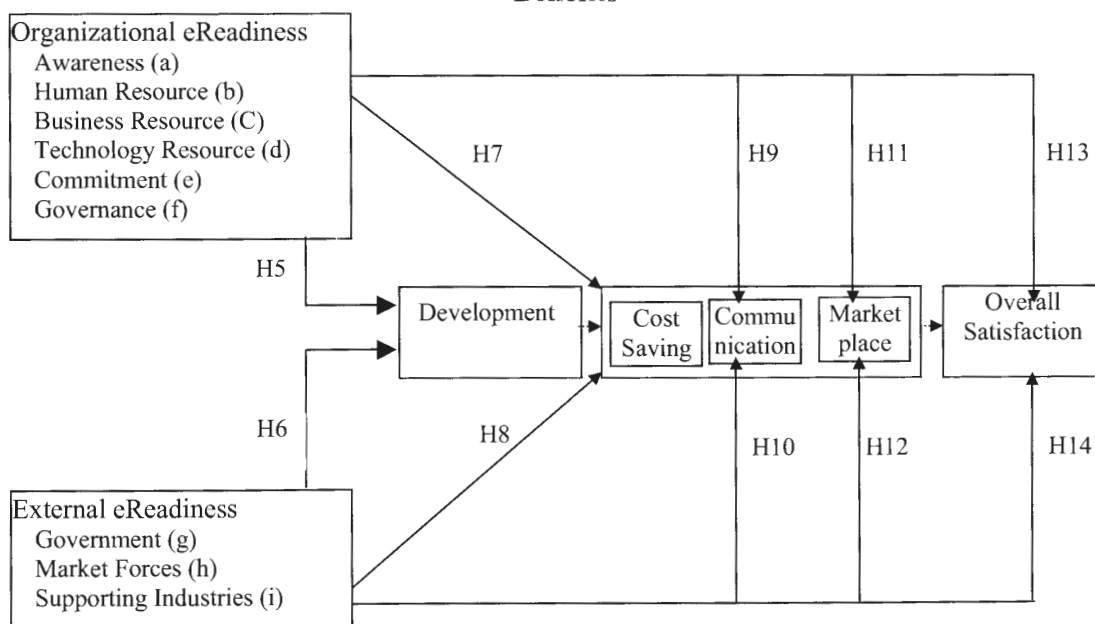 Organizational eReadiness
Awareness (a)
Human Resource (b)
Business Resource (C)
Technology Resource (d)
Commitment (e)
Governance (f)
H7
H9
H11
H13
H5
Development
Cost
Saving
Commu
nication
Market
place
Overall
Satisfaction
H6
H8
H10
H12
H14
External eReadiness
Government (g)
Market Forces (h)
Supporting Industries (i)